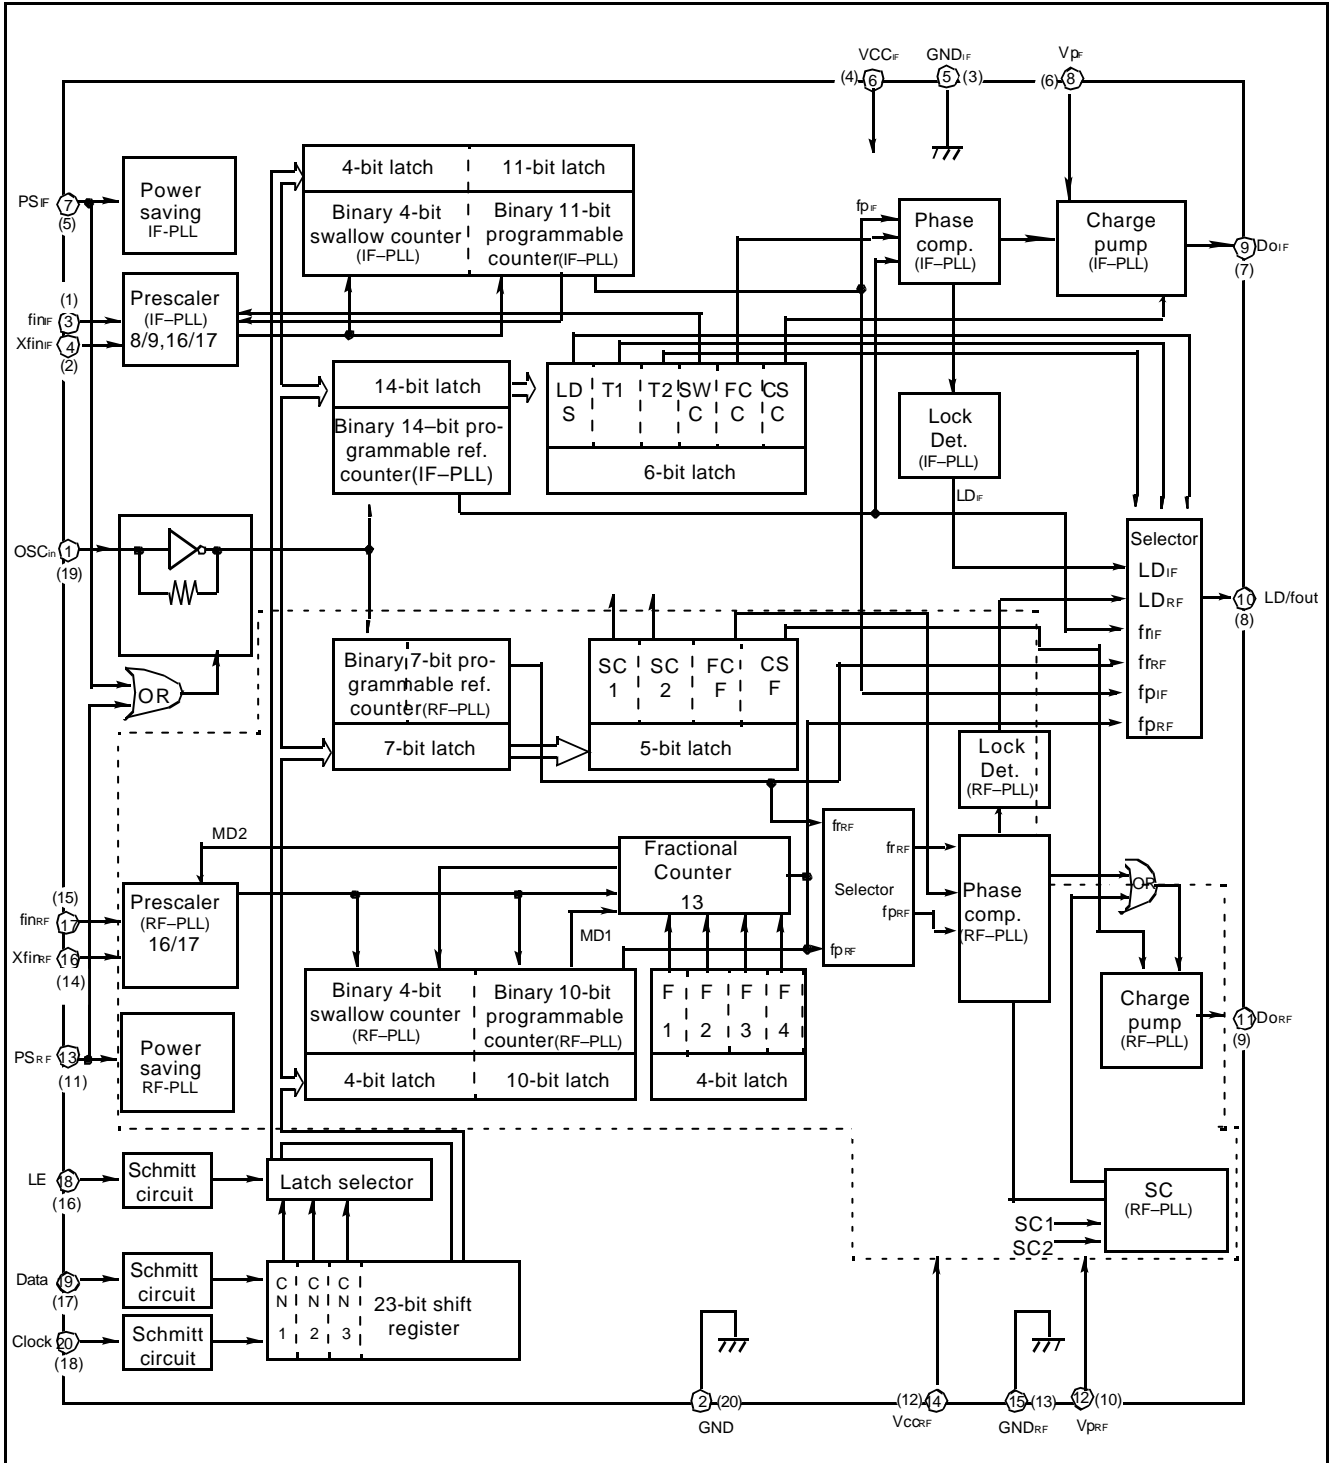 VCCIF
GNDIF
VpIF
(4) 6
5 (3)
(6) 8
4-bit latch
11-bit latch
PSIF 7
(5)
Power
saving
IF-PLL
Binary 4-bit
swallow counter
(IF-PLL)
Binary 11-bit
programmable
counter(IF-PLL)
fpIF
Phase
comp.
(IF-PLL)
Charge
pump
(IF-PLL)
9 DoIF
(7)
(1)
finIF 3
XfinIF 4
(2)
Prescaler
(IF-PLL)
8/9,16/17
14-bit latch
Binary 14-bit pro-
grammable ref.
counter(IF-PLL)
LD
S
T1
T2
SW
C
FC
C
CS
C
6-bit latch
Lock
Det.
(IF-PLL)
LDIF
OSCin 1
(19)
OR
Selector
LDIF
LDRF
frIF
frRF
fpIF
fpRF
10 LD/fout
(8)
Binary 7-bit pro-
grammable ref.
counter(RF-PLL)
7-bit latch
SC
1
SC
2
FC
F
CS
F
5-bit latch
Lock
Det.
(RF-PLL)
MD2
Fractional
Counter
13
frRF
frRF
Selector
fpRF
fpRF
Phase
comp.
(RF-PLL)
OR
(15)
finRF 17
XfinRF 16
(14)
Prescaler
(RF-PLL)
16/17
MD1
Binary 4-bit
swallow counter
(RF-PLL)
Binary 10-bit
programmable
counter(RF-PLL)
4-bit latch
10-bit latch
F
1
F
2
F
3
F
4
4-bit latch
Charge
pump
(RF-PLL)
11 DoRF
(9)
PSRF 13
(11)
Power
saving
RF-PLL
LE 18
(16)
Schmitt
circuit
Latch selector
SC
(RF-PLL)
SC1
SC2
Data 19
(17)
Schmitt
circuit
Clock 20
(18)
Schmitt
circuit
CN
1
CN
2
CN
3
23-bit shift
register
2 (20)
GND
(12) 14
VccRF
15 (13)
GNDRF
12 (10)
VpRF